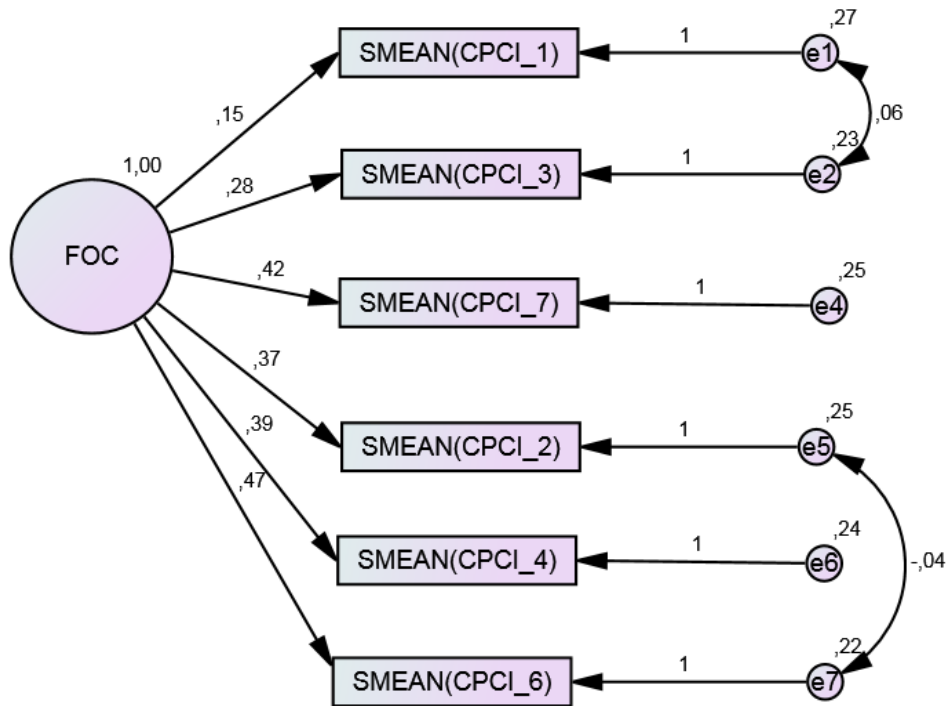 ,27
SMEAN(CPCI_1)
1
e1
,15
,06
1,00
,23
SMEAN(CPCI_3)
1
e2
,28
FOC
,42
,25
SMEAN(CPCI_7)
1
e4
,37
,25
SMEAN(CPCI_2)
1
e5
,39
,47
,24
SMEAN(CPCI_4)
1
e6
-,04
,22
SMEAN(CPCI_6)
1
e7